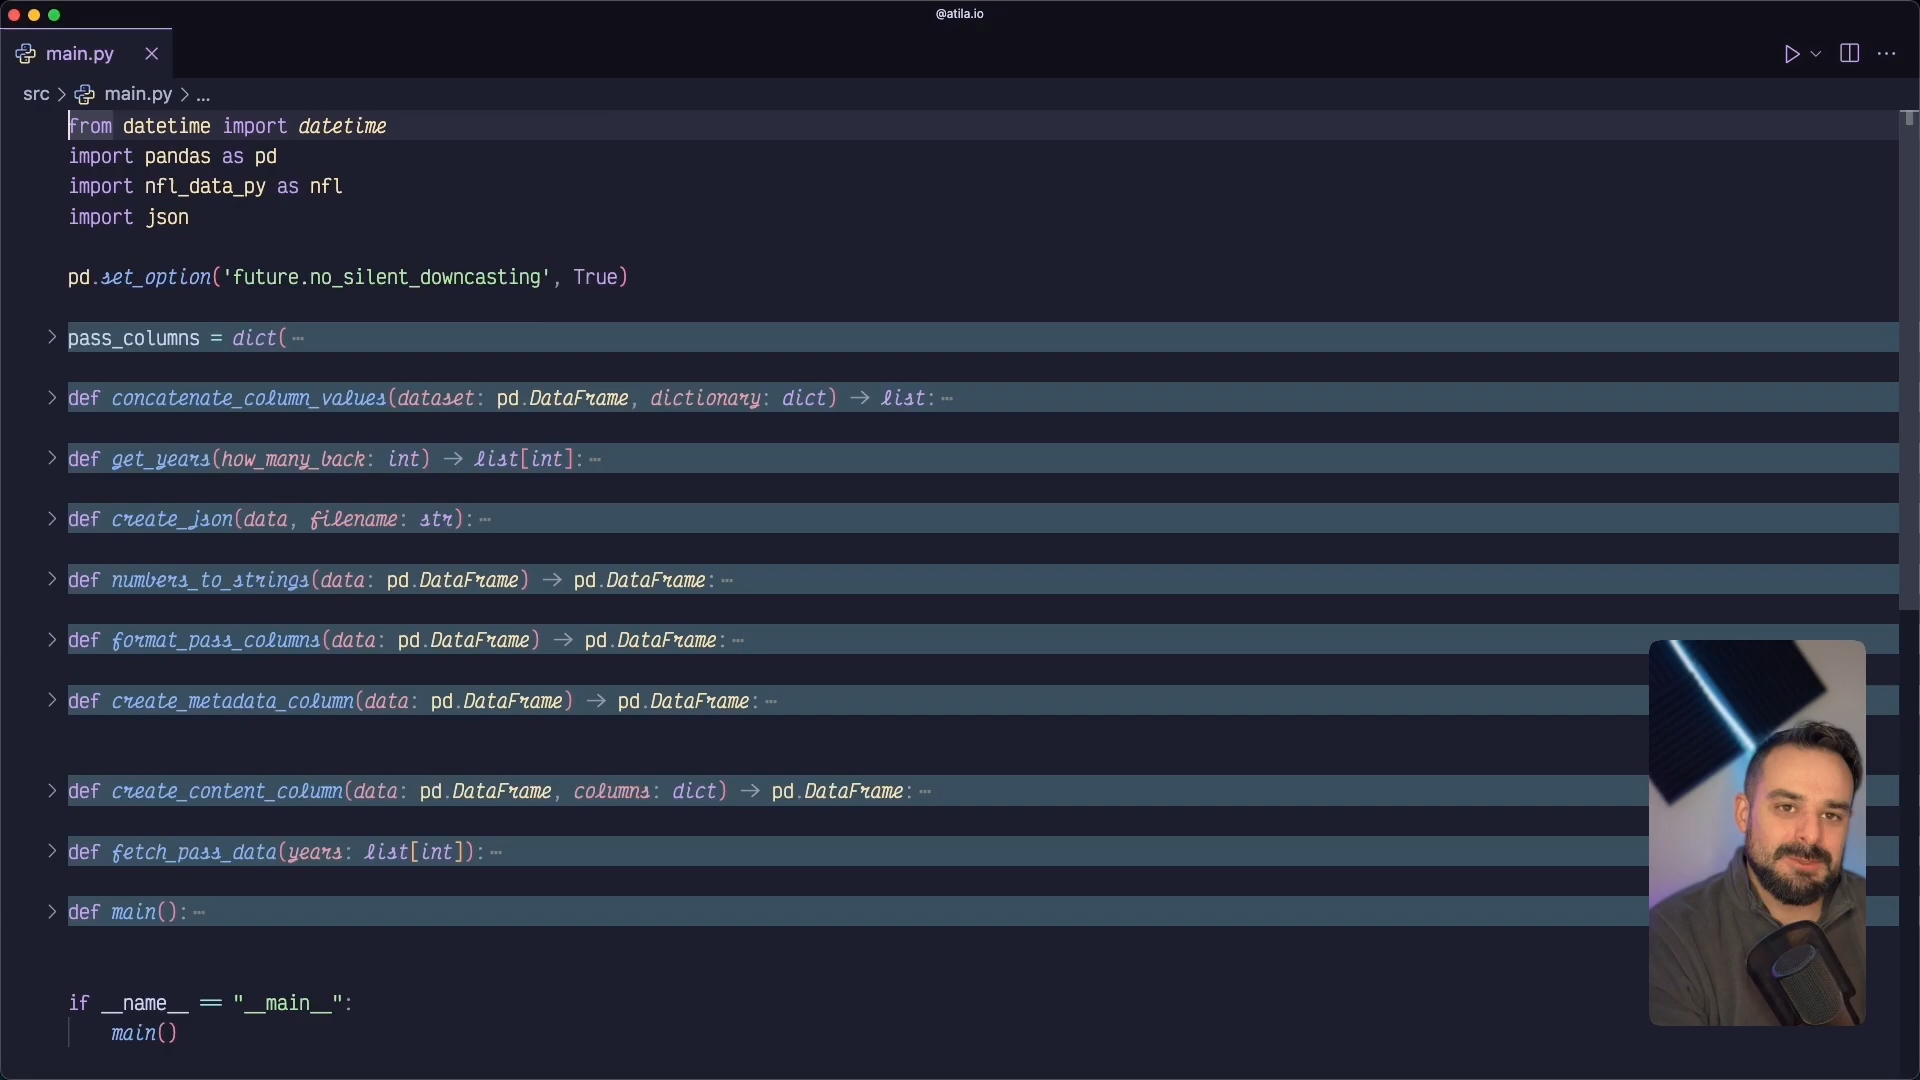 @atila.io
main.py
src > main.py > ...
from datetime import datetime
import pandas as pd
import nfl_data_py as nfl
import json
pd.set_option('future.no_silent_downcasting', True)
pass_columns = dict( ⋯
def concatenate_column_values(dataset: pd.DataFrame, dictionary: dict) -> list: ⋯
def get_years(how_many_back: int) -> list[int]: ⋯
def create_json(data, filename: str): ⋯
def numbers_to_strings(data: pd.DataFrame) -> pd.DataFrame: ⋯
def format_pass_columns(data: pd.DataFrame) -> pd.DataFrame: ⋯
def create_metadata_column(data: pd.DataFrame) -> pd.DataFrame: ⋯
def create_content_column(data: pd.DataFrame, columns: dict) -> pd.DataFrame: ⋯
def fetch_pass_data(years: list[int]): ⋯
def main(): ⋯
if __name__ == "__main__":
main()